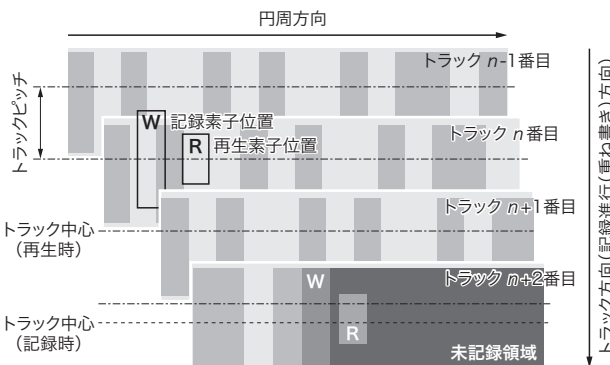 円周方向
トラック n-1番目
トラックピッチ
W 記録素子位置
R 再生素子位置
トラック n番目
トラック n+1番目
トラック中心
(再生時)
トラック n+2番目
W
R
トラック中心
(記録時)
未記録領域
トラック方向(記録進行(重ね書き)方向)